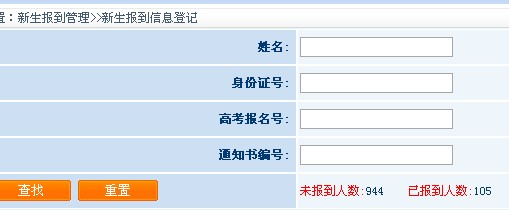 置：新生报到管理>>新生报到信息登记
姓名:
身份证号:
高考报名号:
通知书编号:
查找 重置 未报到人数:944 已报到人数:105